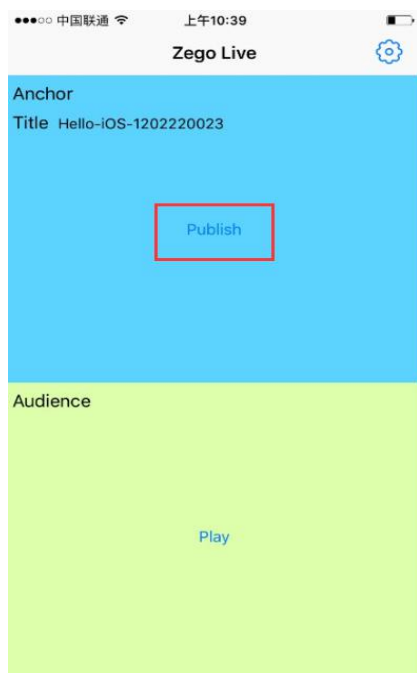 中国联通 上午10:39
Zego Live
Anchor
Title Hello-iOS-1202220023
Publish
Audience
Play